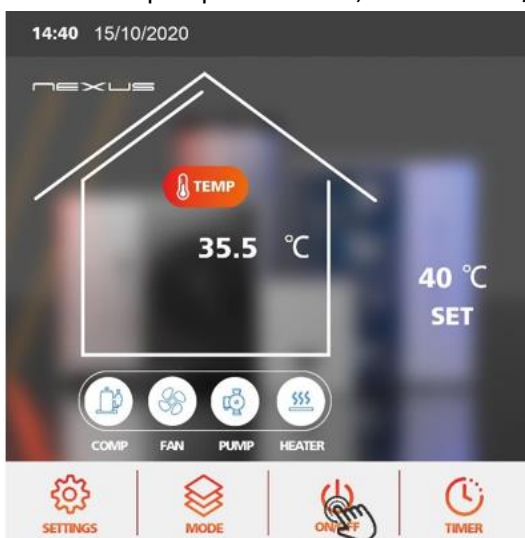 14:40 15/10/2020
nexus
TEMP
35.5 °C
40 °C
SET
COMP FAN PUMP HEATER
SETTINGS MODE ON/OFF TIMER